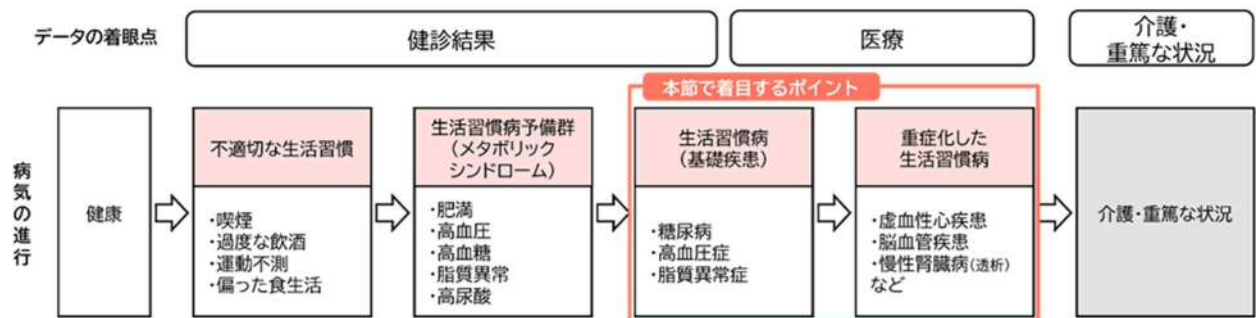 データの着眼点
健診結果
医療
介護・
重篤な状況
本節で着目するポイント
病気の進行
健康
不適切な生活習慣
・喫煙
・過度な飲酒
・運動不測
・偏った食生活
生活習慣病予備群
(メタボリック
シンドローム)
・肥満
・高血圧
・高血糖
・脂質異常
・高尿酸
生活習慣病
(基礎疾患)
・糖尿病
・高血圧症
・脂質異常症
重症化した
生活習慣病
・虚血性心疾患
・脳血管疾患
・慢性腎臓病(透析)
など
介護・重篤な状況